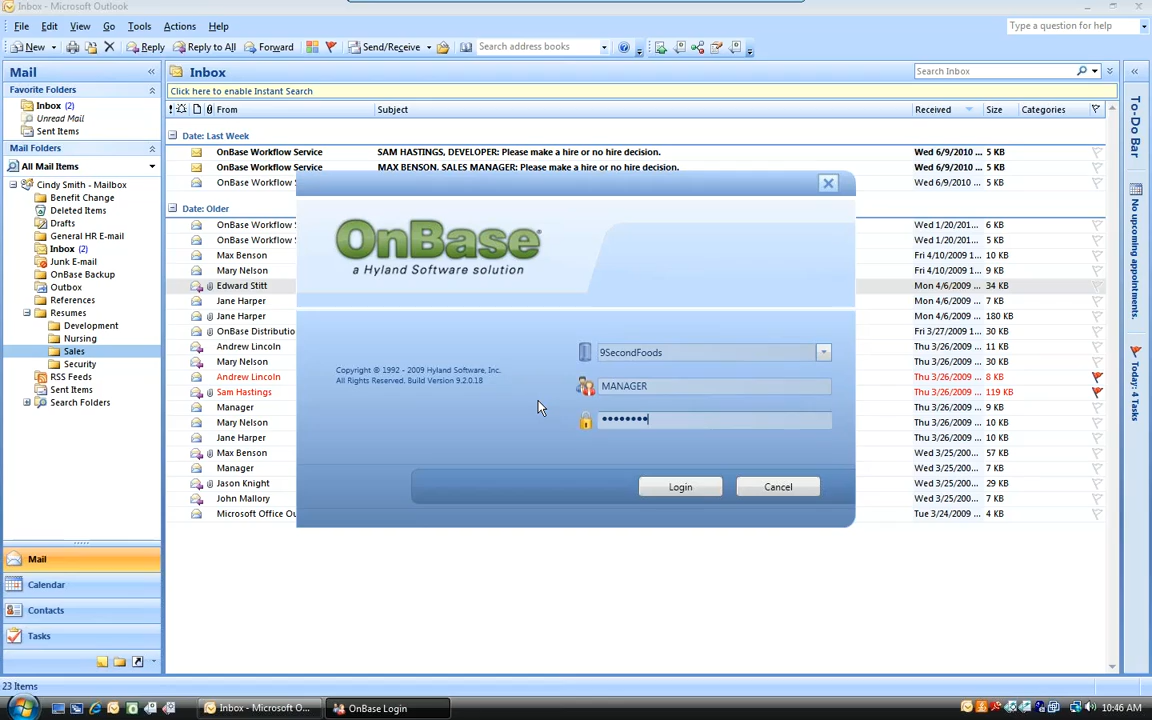 Inbox - Microsoft Outlook
File Edit View Go Tools Actions Help
Type a question for help
New Reply Reply to All Forward Send/Receive Search address books
Mail «
Inbox
Search Inbox
Favorite Folders
Click here to enable Instant Search
Inbox (2)
Unread Mail
Sent Items
From Subject Received Size Categories
Mail Folders
All Mail Items
Cindy Smith - Mailbox
Benefit Change
Deleted Items
Drafts
General HR E-mail
Inbox (2)
Junk E-mail
OnBase Backup
Outbox
References
Resumes
Development
Nursing
Sales
Security
RSS Feeds
Sent Items
Search Folders
Mail
Calendar
Contacts
Tasks
Date: Last Week
OnBase Workflow Service SAM HASTINGS, DEVELOPER: Please make a hire or no hire decision. Wed 6/9/2010 ... 5 KB
OnBase Workflow Service MAX BENSON, SALES MANAGER: Please make a hire or no hire decision. Wed 6/9/2010 ... 5 KB
OnBase Workflow S Wed 6/9/2010 ... 5 KB
Date: Older
OnBase Workflow S Wed 1/20/201... 6 KB
OnBase Workflow S Wed 1/20/201... 5 KB
Max Benson Fri 4/10/2009 ... 10 KB
Mary Nelson Fri 4/10/2009 ... 9 KB
Edward Stitt Mon 4/6/2009 ... 34 KB
Jane Harper Mon 4/6/2009 ... 7 KB
Jane Harper Mon 4/6/2009 ... 180 KB
OnBase Distributio Fri 3/27/2009 1... 30 KB
Andrew Lincoln Thu 3/26/2009 ... 11 KB
Mary Nelson Thu 3/26/2009 ... 30 KB
Andrew Lincoln Thu 3/26/2009 ... 8 KB
Sam Hastings Thu 3/26/2009 ... 119 KB
Manager Thu 3/26/2009 ... 9 KB
Mary Nelson Thu 3/26/2009 ... 10 KB
Jane Harper Thu 3/26/2009 ... 10 KB
Max Benson Wed 3/25/200... 57 KB
Manager Wed 3/25/200... 7 KB
Jason Knight Wed 3/25/200... 29 KB
John Mallory Wed 3/25/200... 7 KB
Microsoft Office Ou Tue 3/24/2009 ... 4 KB
OnBase®
a Hyland Software solution
9SecondFoods
Copyright © 1992 - 2009 Hyland Software, Inc.
All Rights Reserved. Build Version 9.2.0.18
MANAGER
••••••••
Login Cancel
«
To-Do Bar
No upcoming appointments.
Today: 4 Tasks
23 Items
Inbox - Microsoft O... OnBase Login 10:46 AM